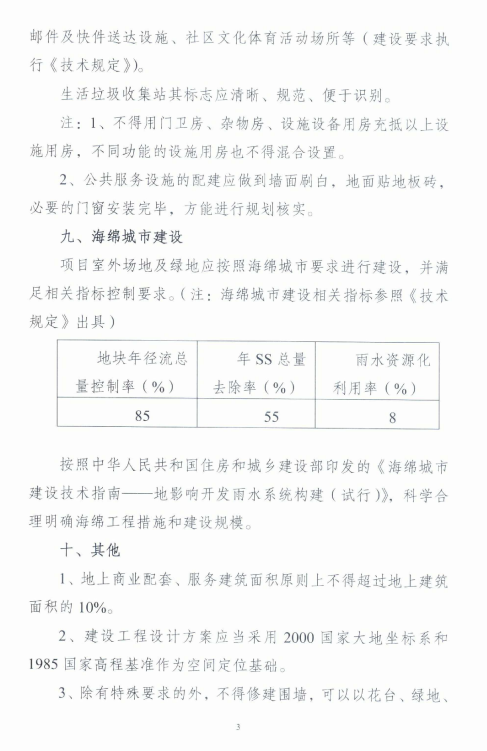 邮件及快件送达设施、社区文化体育活动场所等（建设要求执
行《技术规定》)。
生活垃圾收集站其标志应清晰、规范、便于识别。
注：1、不得用门卫房、杂物房、设施设备用房充抵以上设
施用房，不同功能的设施用房也不得混合设置。
2、公共服务设施的配建应做到墙面刷白，地面贴地板砖，
必要的门窗安装完毕，方能进行规划核实。
九、海绵城市建设
项目室外场地及绿地应按照海绵城市要求进行建设，并满
足相关指标控制要求。（注：海绵城市建设相关指标参照《技术
规定》出具）
地块年径流总
量控制率（%）
年 SS 总量
去除率（%）
雨水资源化
利用率（%）
85
55
8
按照中华人民共和国住房和城乡建设部印发的《海绵城市
建设技术指南——地影响开发雨水系统构建（试行）》，科学合
理明确海绵工程措施和建设规模。
十、其他
1、地上商业配套、服务建筑面积原则上不得超过地上建筑
面积的 10%。
2、建设工程设计方案应当采用 2000 国家大地坐标系和
1985 国家高程基准作为空间定位基础。
3、除有特殊要求的外，不得修建围墙，可以以花台、绿地、
3